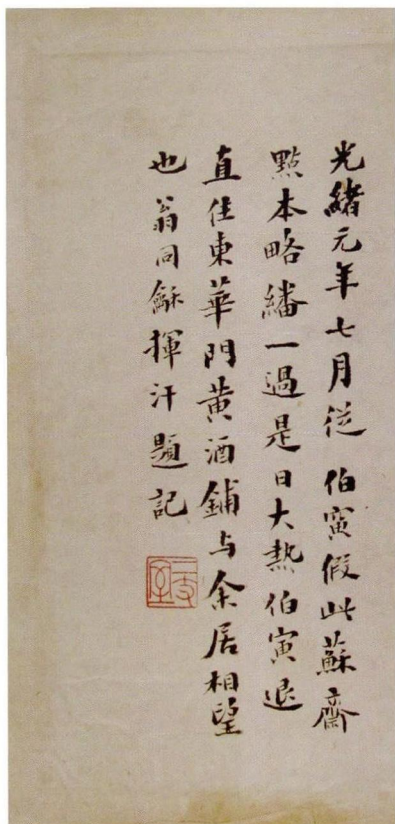 光緒元年七月從伯寅假此蘇齋
點本略繙一過是日大熱伯寅退
直住東華門黃酒鋪与余居相望
也翁同龢揮汗題記